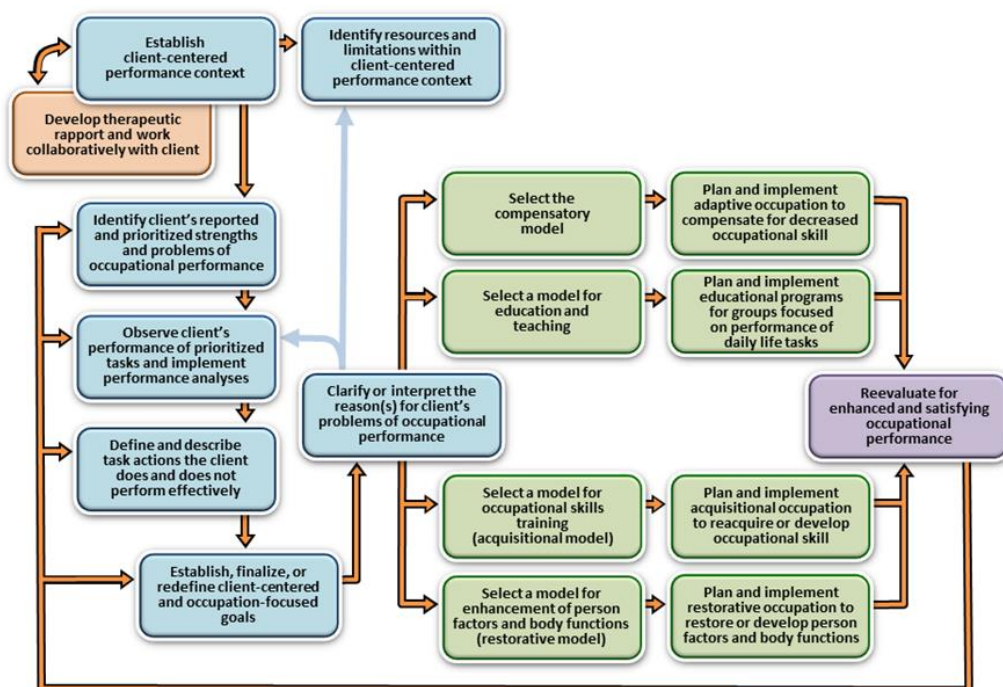 Establish
client-centered
performance context
Identify resources and
limitations within
client-centered
performance context
Develop therapeutic
rapport and work
collaboratively with client
Identify client's reported
and prioritized strengths
and problems of
occupational performance
Observe client's
performance of prioritized
tasks and implement
performance analyses
Define and describe
task actions the client
does and does not
perform effectively
Establish, finalize, or
redefine client-centered
and occupation-focused
goals
Clarify or interpret the
reason(s) for client's
problems of occupational
performance
Select the
compensatory
model
Plan and implement
adaptive occupation to
compensate for decreased
occupational skill
Select a model for
education and
teaching
Plan and implement
educational programs
for groups focused
on performance of
daily life tasks
Select a model for
occupational skills
training
(acquisitional model)
Plan and implement
acquisitional occupation
to reacquire or develop
occupational skill
Select a model for
enhancement of person
factors and body functions
(restorative model)
Plan and implement
restorative occupation to
restore or develop person
factors and body functions
Reevaluate for
enhanced and satisfying
occupational
performance